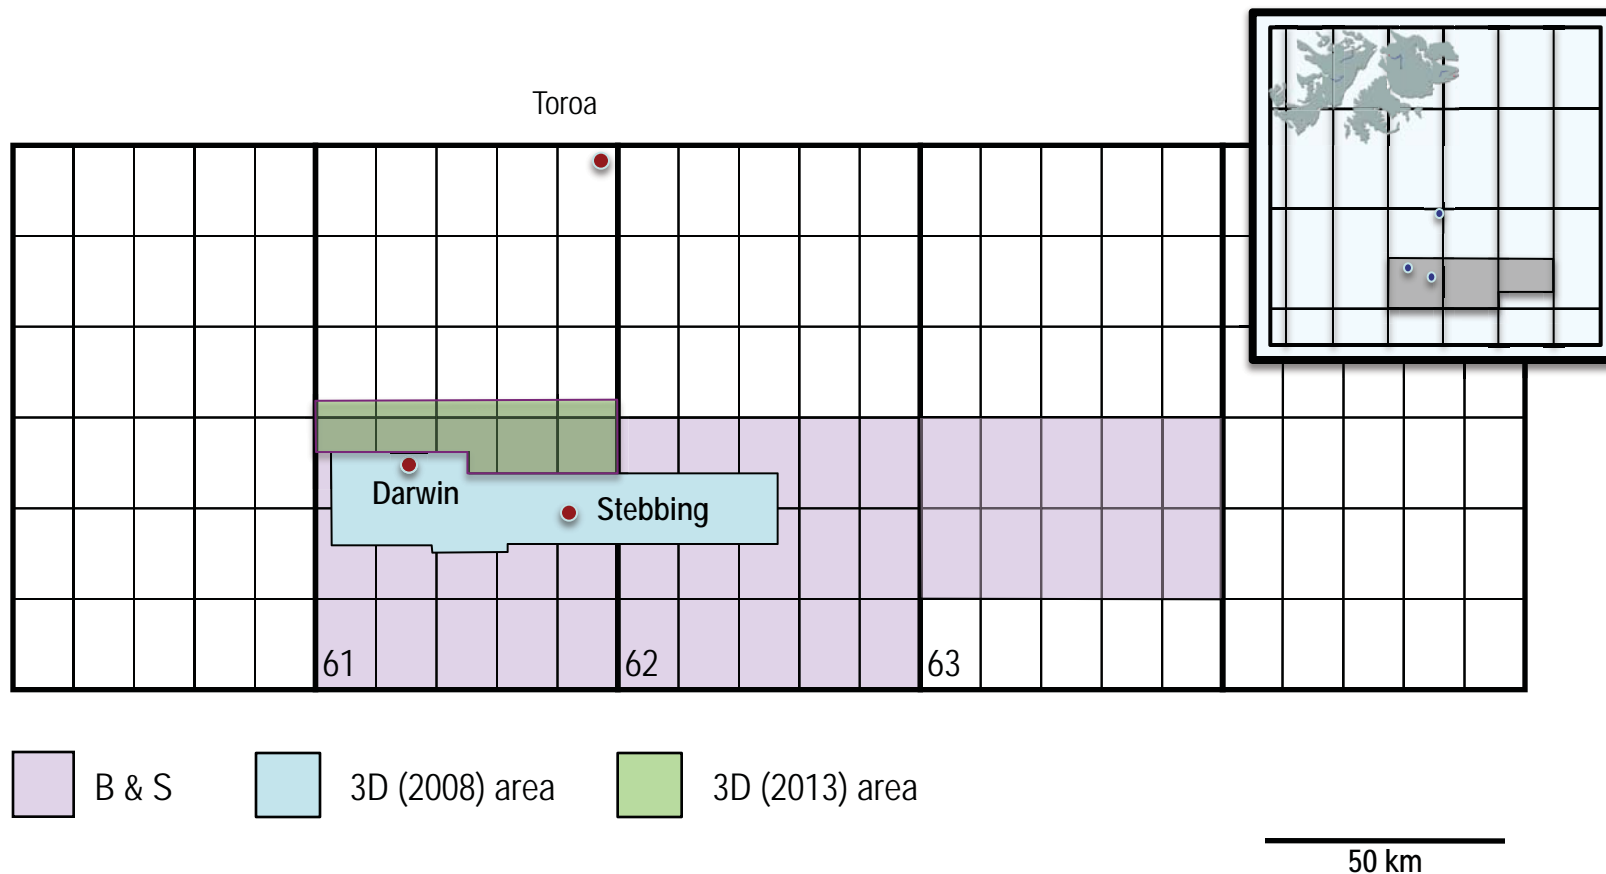 Toroa
Darwin
Stebbing
61
62
63
B & S
3D (2008) area
3D (2013) area
50 km